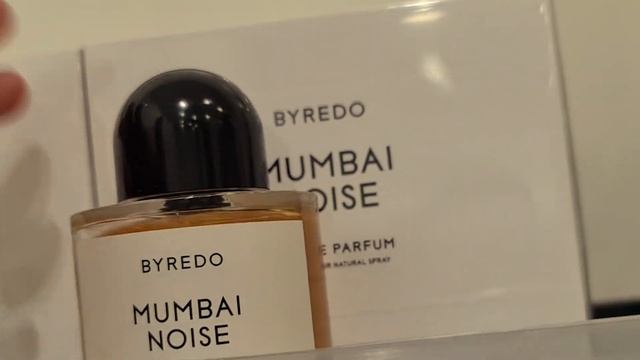 BYREDO
MUMBAI
NOISE
PARFUM
NATURAL SPRAY
BYREDO
MUMBAI
NOISE